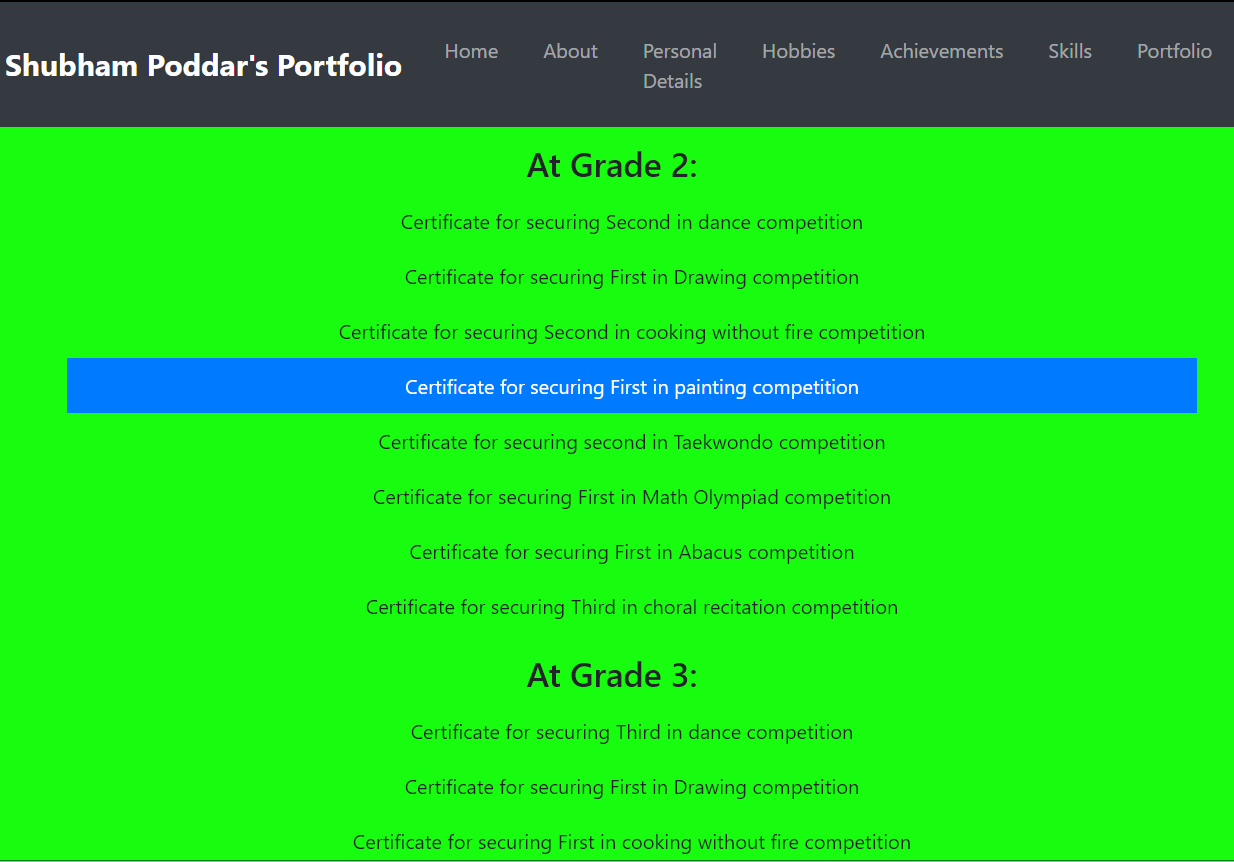 Shubham Poddar's Portfolio
Home
About
Personal
Details
Hobbies
Achievements
Skills
Portfolio
At Grade 2:
Certificate for securing Second in dance competition
Certificate for securing First in Drawing competition
Certificate for securing Second in cooking without fire competition
Certificate for securing First in painting competition
Certificate for securing second in Taekwondo competition
Certificate for securing First in Math Olympiad competition
Certificate for securing First in Abacus competition
Certificate for securing Third in choral recitation competition
At Grade 3:
Certificate for securing Third in dance competition
Certificate for securing First in Drawing competition
Certificate for securing First in cooking without fire competition